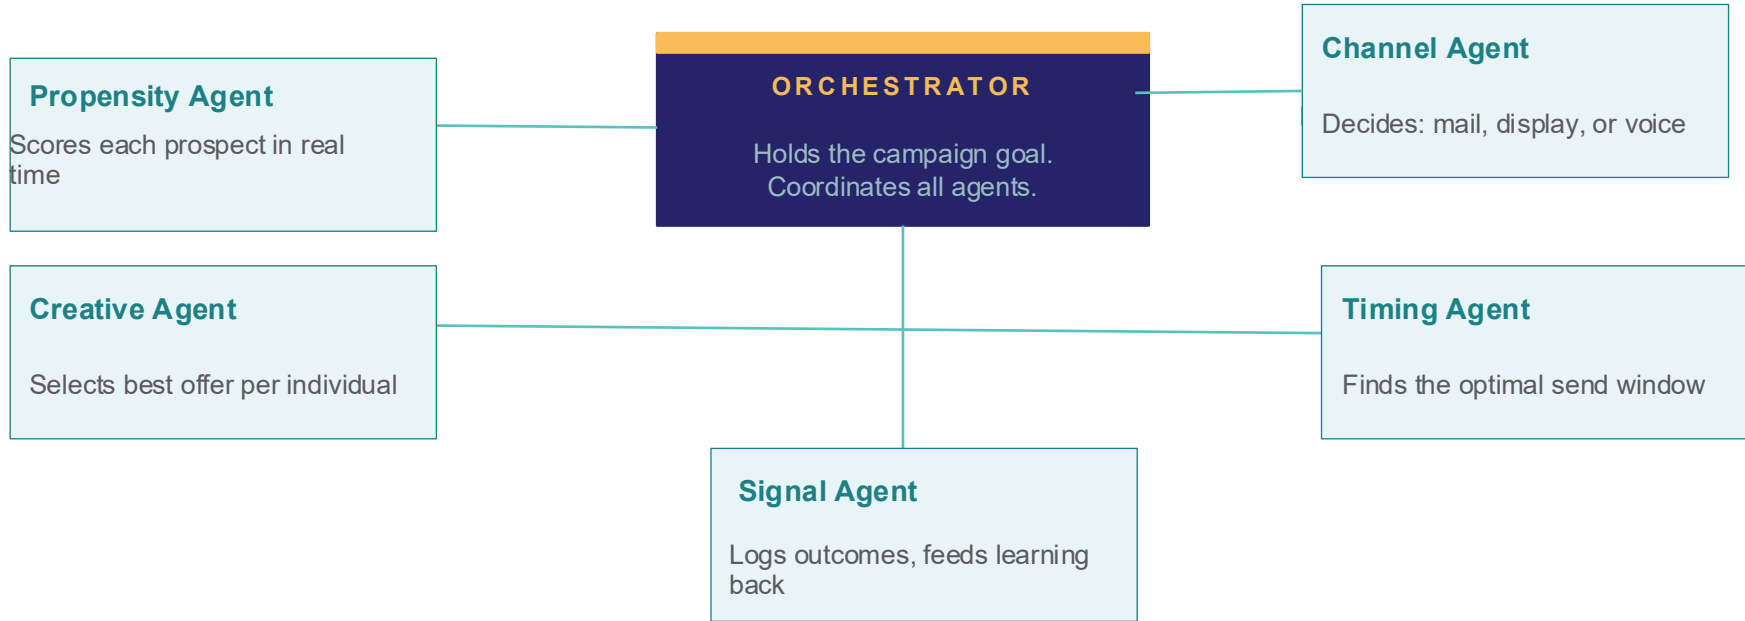 Propensity Agent
Scores each prospect in real
time
ORCHESTRATOR
Holds the campaign goal.
Coordinates all agents.
Channel Agent
Decides: mail, display, or voice
Creative Agent
Selects best offer per individual
Timing Agent
Finds the optimal send window
Signal Agent
Logs outcomes, feeds learning
back